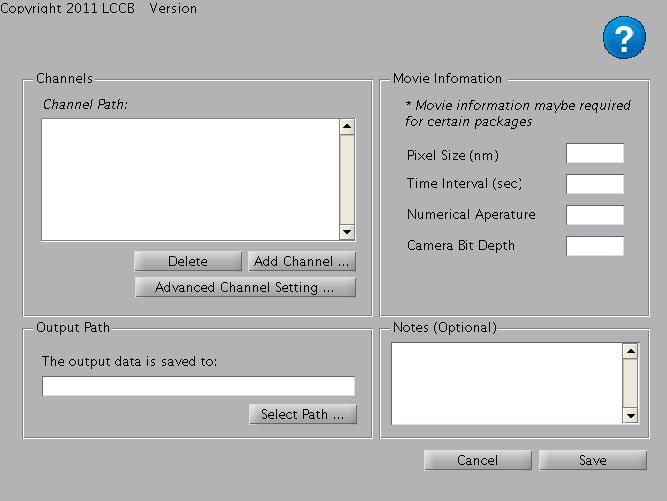 Copyright 2011 LCCB    Version
?
Channels
Channel Path:
Delete
Add Channel ...
Advanced Channel Setting ...
Movie Infomation
* Movie information maybe required
for certain packages
Pixel Size (nm)
Time Interval (sec)
Numerical Aperature
Camera Bit Depth
Output Path
The output data is saved to:
Select Path ...
Notes (Optional)
Cancel
Save